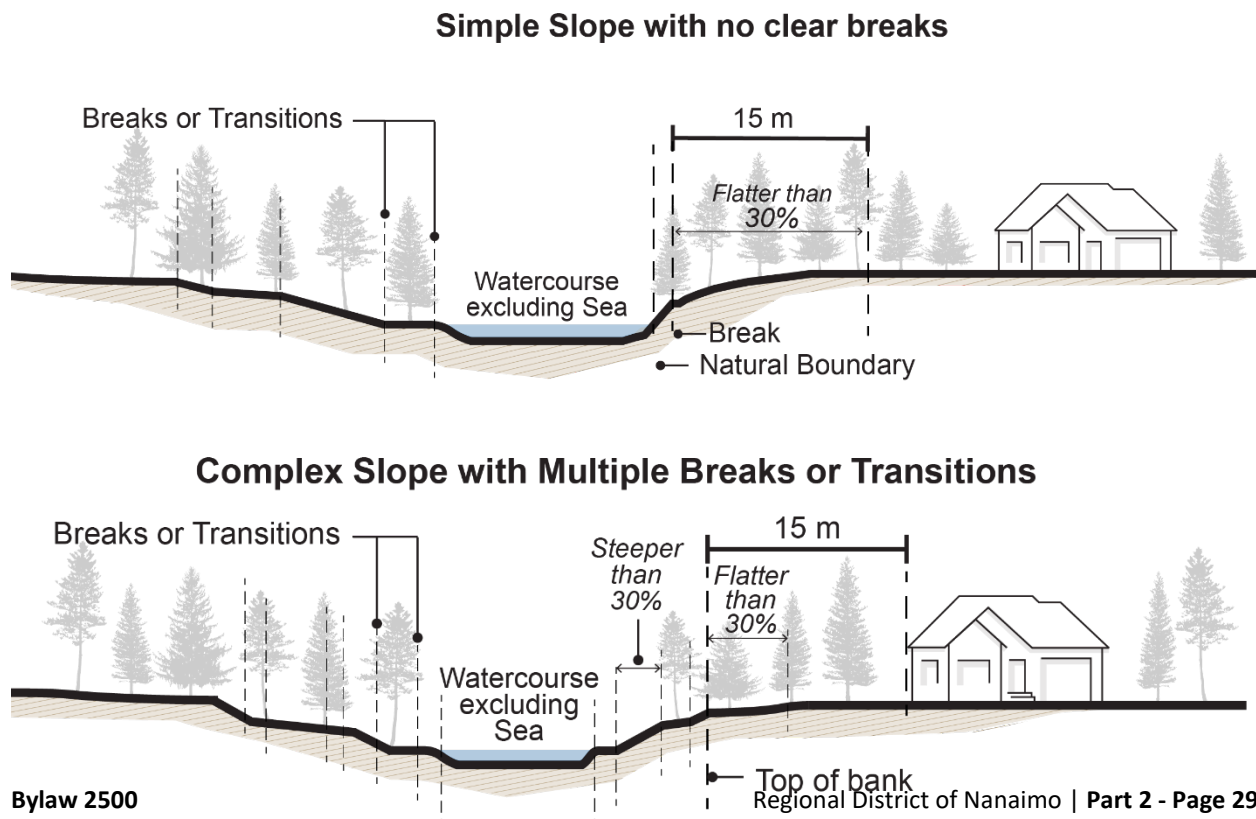 Simple Slope with no clear breaks
Breaks or Transitions
15 m
Flatter than
30%
Watercourse
excluding Sea
Break
Natural Boundary
Complex Slope with Multiple Breaks or Transitions
Breaks or Transitions
15 m
Steeper
than
30%
Flatter
than
30%
Watercourse
excluding
Sea
Top of bank
Bylaw 2500
Regional District of Nanaimo | Part 2 - Page 29